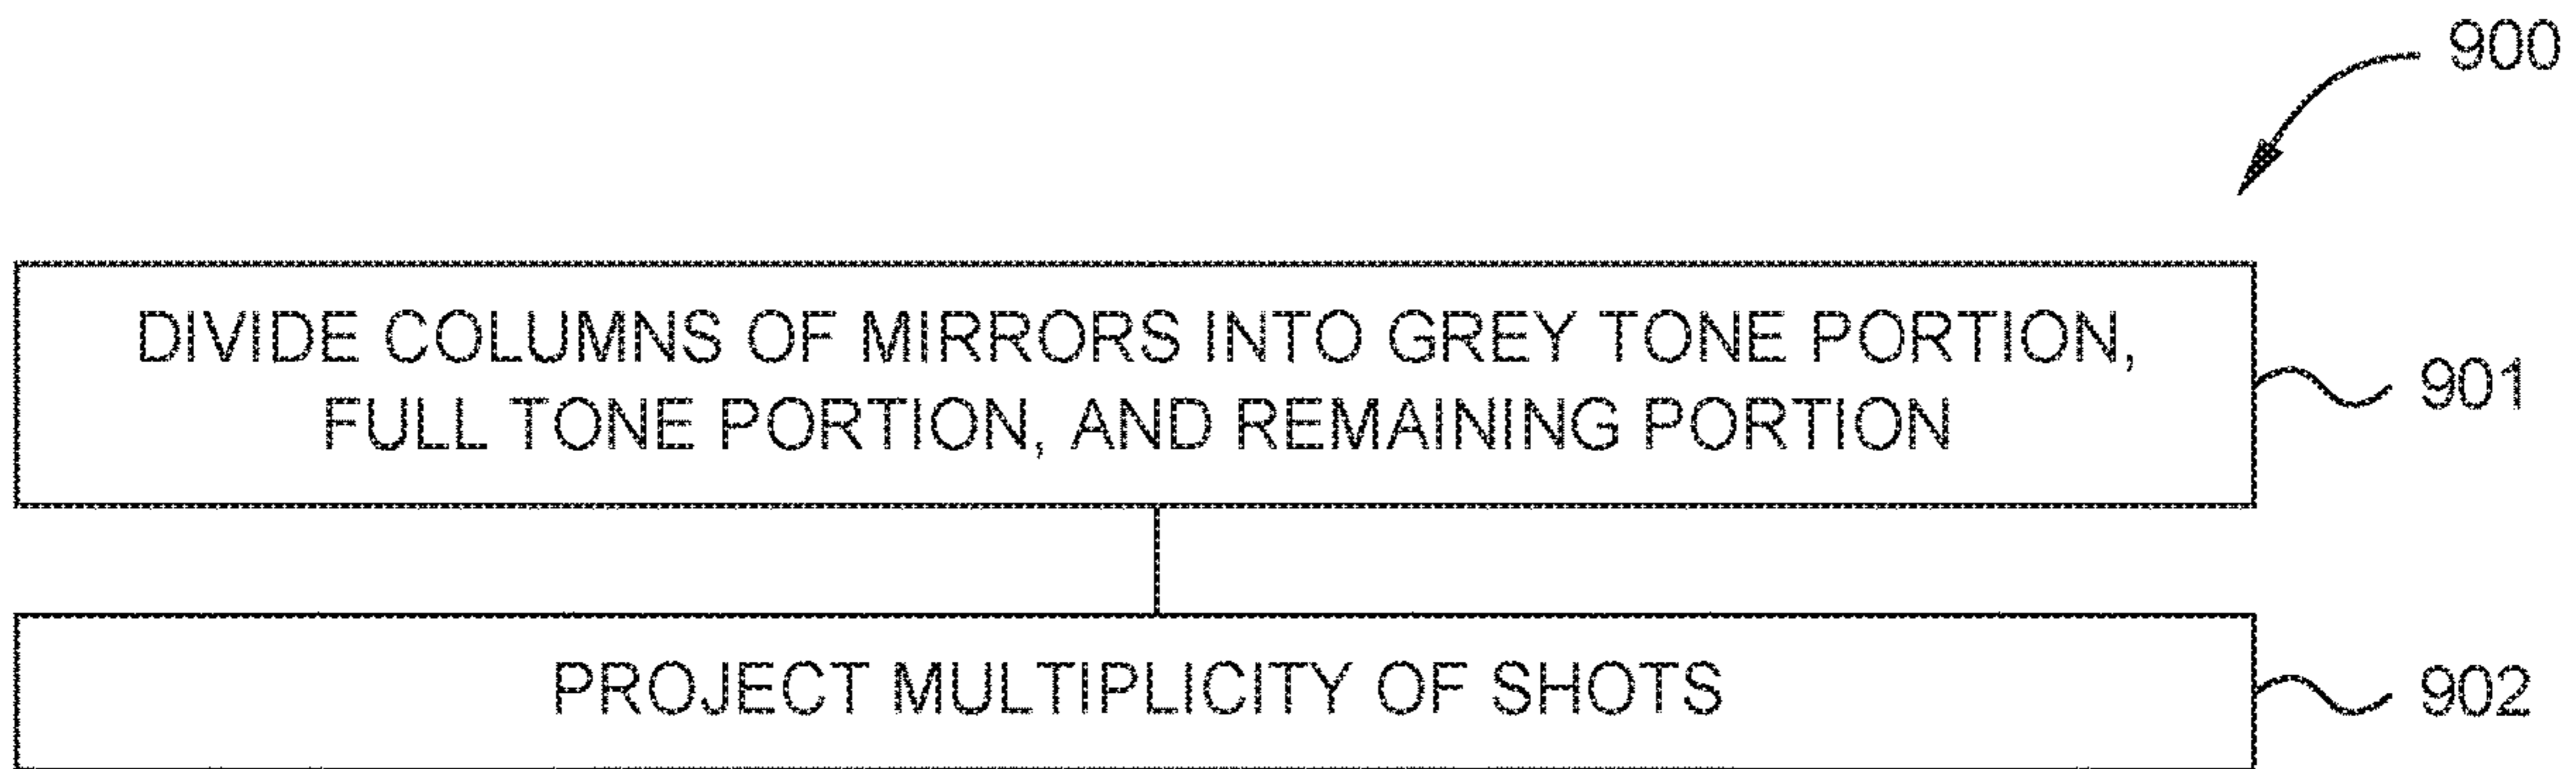 900
DIVIDE COLUMNS OF MIRRORS INTO GREY TONE PORTION,
FULL TONE PORTION, AND REMAINING PORTION
901
PROJECT MULTIPLICITY OF SHOTS
902